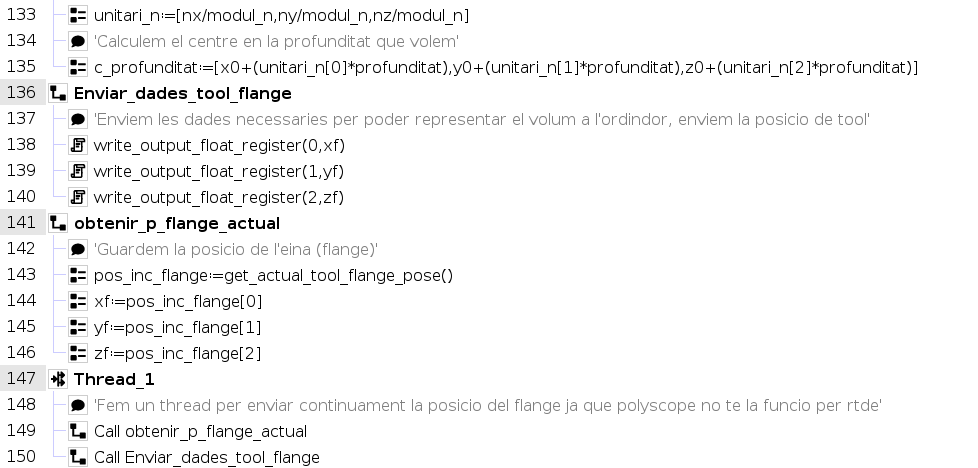 133 unitari_n:=[nx/modul_n,ny/modul_n,nz/modul_n]
134 'Calculem el centre en la profunditat que volem'
135 c_profunditat:=[x0+(unitari_n[0]*profunditat),y0+(unitari_n[1]*profunditat),z0+(unitari_n[2]*profunditat)]
136 Enviar_dades_tool_flange
137 'Enviem les dades necessaries per poder representar el volum a l'ordindor, enviem la posicio de tool'
138 write_output_float_register(0,xf)
139 write_output_float_register(1,yf)
140 write_output_float_register(2,zf)
141 obtenir_p_flange_actual
142 'Guardem la posicio de l'eina (flange)'
143 pos_inc_flange:=get_actual_tool_flange_pose()
144 xf:=pos_inc_flange[0]
145 yf:=pos_inc_flange[1]
146 zf:=pos_inc_flange[2]
147 Thread_1
148 'Fem un thread per enviar continuament la posicio del flange ja que polyscope no te la funcio per rtde'
149 Call obtenir_p_flange_actual
150 Call Enviar_dades_tool_flange